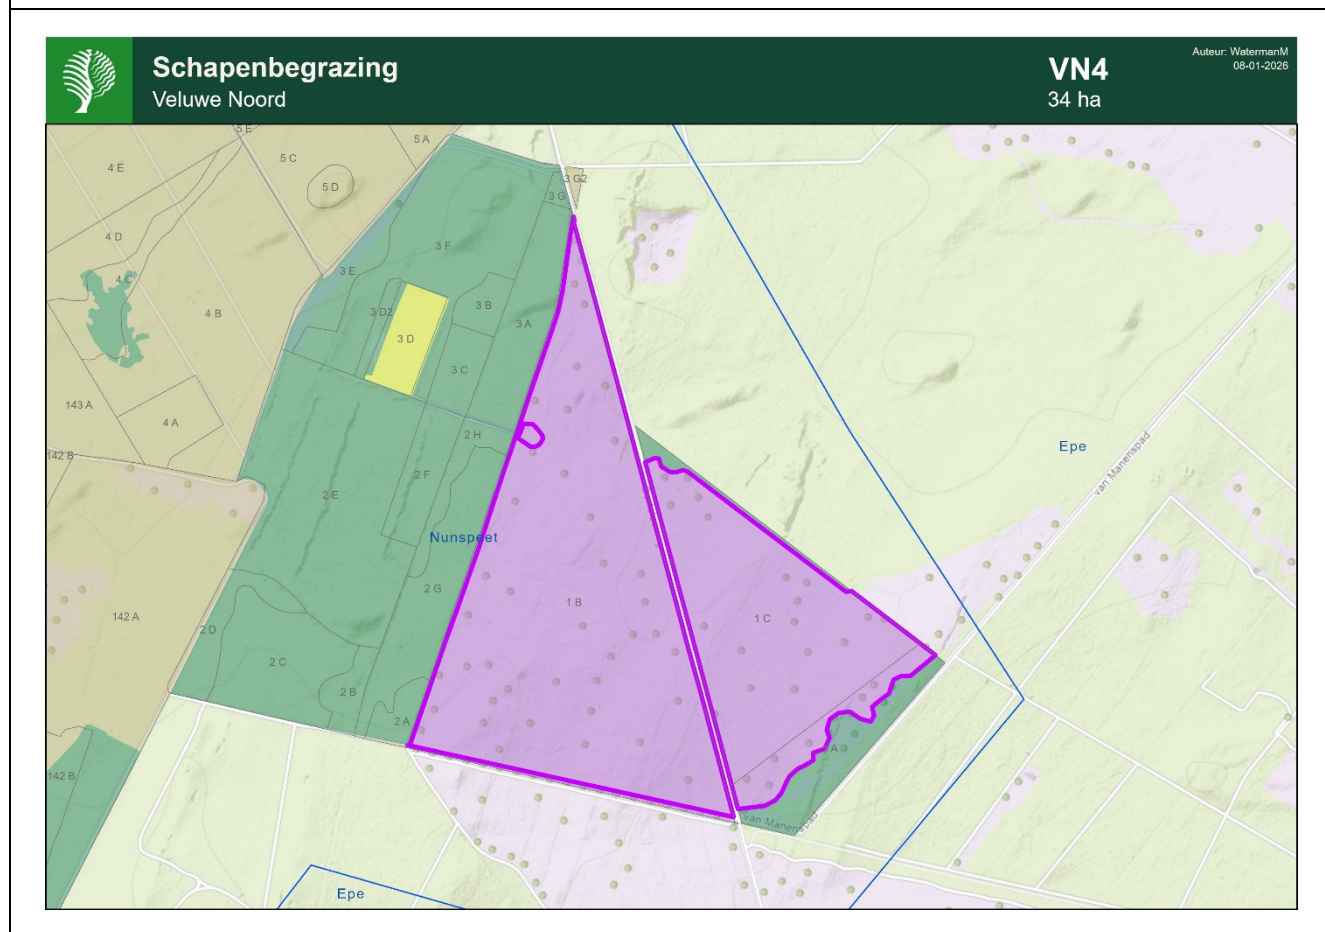 Schapenbegrazing
Veluwe Noord
VN4
34 ha
Auteur: WatermanM
08-01-2026
5 E
5 A
4 E
5 C
5 D
3 G2
3 G
4 D
3 F
4 C
3 E
4 B
3 D2
3 B
3 A
3 D
3 C
143 A
4 A
2 H
142 B
Epe
van Manenspad
2 F
2 E
Nunspeet
2 G
1 B
1 C
142 A
2 D
2 C
2 B
2 A
A
142 B
van Manenspad
Epe